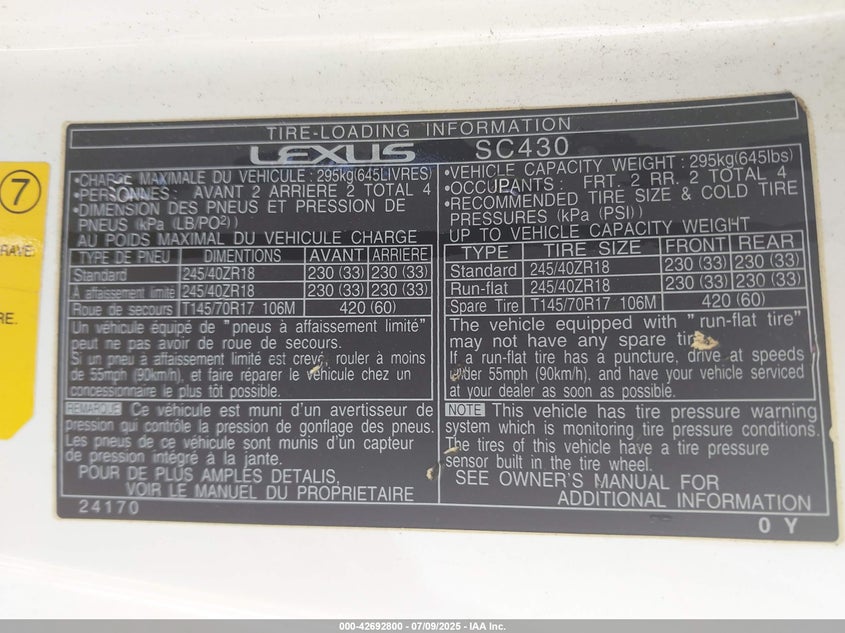 TIRE-LOADING INFORMATION
LEXUS SC430
•CHARGE MAXIMALE DU VÉHICULE : 295kg(645LIVRES)
•PERSONNES: AVANT 2 ARRIERE 2 TOTAL 4
•DIMENSION DES PNEUS ET PRESSION DE
PNEUS (kPa (LB/PO²))
AU POIDS MAXIMAL DU VEHICULE CHARGE
TYPE DE PNEU DIMENTIONS AVANT ARRIERE
Standard 245/40ZR18 230 (33) 230 (33)
A affaissement limité 245/40ZR18 230 (33) 230 (33)
Roue de secours T145/70R17 106M 420 (60)
Un véhicule équipé de "pneus à affaissement limité"
peut ne pas avoir de roue de secours.
Si un pneu a affaissement limité est crevé, rouler à moins
de 55mph (90km/h), et faire réparer le véhicule chez un
concessionnaire le plus tôt possible.
REMARQUE Ce véhicule est muni d'un avertisseur de
pression qui contrôle la pression de gonflage des pneus.
Les pneus de ce véhicule sont munis d'un capteur
de pression intégré à la jante.
POUR DE PLUS AMPLES DETAILS,
VOIR LE MANUEL DU PROPRIETAIRE
24170
•VEHICLE CAPACITY WEIGHT : 295kg(645lbs)
•OCCUPANTS : FRT. 2 RR. 2 TOTAL 4
•RECOMMENDED TIRE SIZE & COLD TIRE
PRESSURES (kPa (PSI))
UP TO VEHICLE CAPACITY WEIGHT
TYPE TIRE SIZE FRONT REAR
Standard 245/40ZR18 230 (33) 230 (33)
Run-flat 245/40ZR18 230 (33) 230 (33)
Spare Tire T145/70R17 106M 420 (60)
The vehicle equipped with "run-flat tire"
may not have any spare tire.
If a run-flat tire has a puncture, drive at speeds
under 55mph (90km/h), and have your vehicle serviced
at your dealer as soon as possible.
NOTE This vehicle has tire pressure warning
system which is monitoring tire pressure conditions.
The tires of this vehicle have a tire pressure
sensor built in the tire wheel.
SEE OWNER'S MANUAL FOR
ADDITIONAL INFORMATION
0 Y
7
RAVE.
RE.
000-42692800 - 07/09/2025 - IAA Inc.